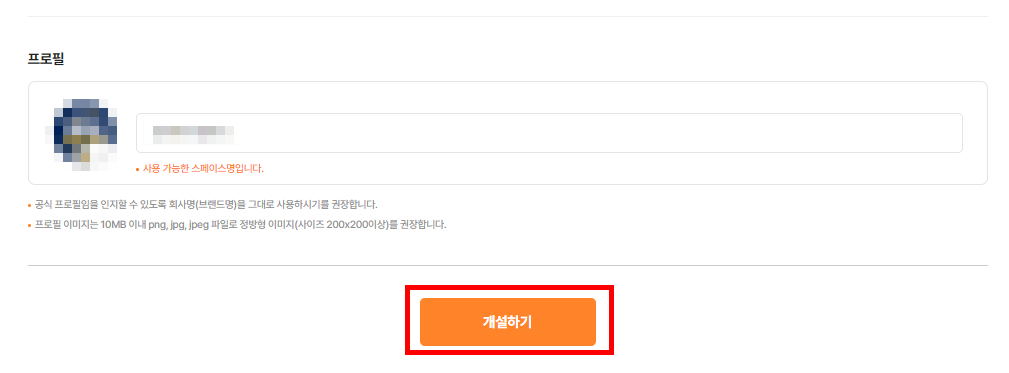 프로필
• 사용 가능한 스페이스명입니다.
• 공식 프로필임을 인지할 수 있도록 회사명(브랜드명)을 그대로 사용하시기를 권장합니다.
• 프로필 이미지는 10MB 이내 png, jpg, jpeg 파일로 정방형 이미지(사이즈 200x200이상)를 권장합니다.
개설하기